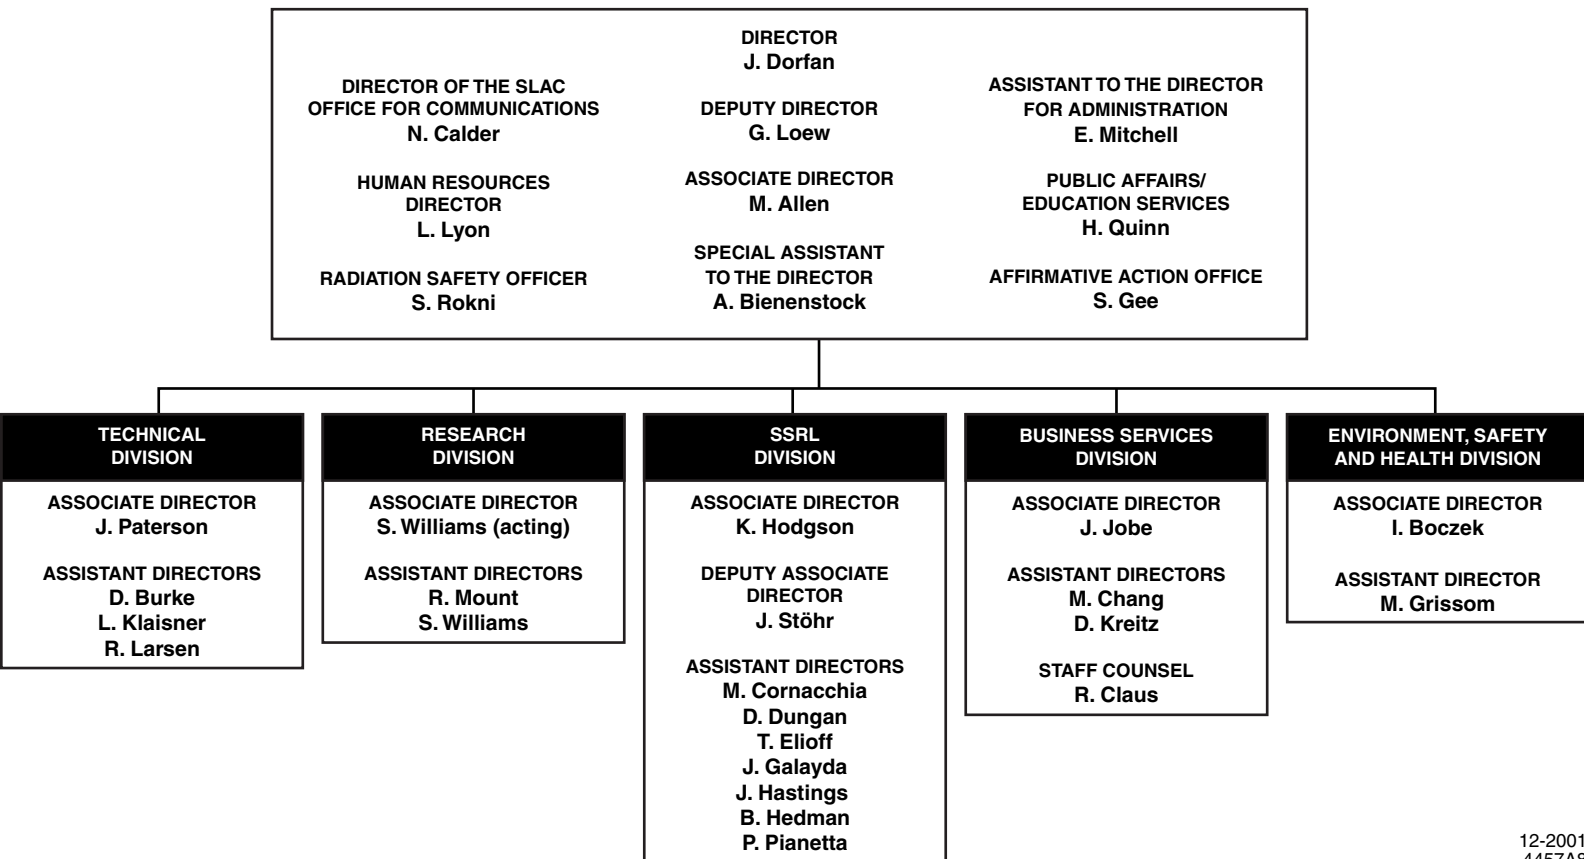 DIRECTOR
J. Dorfan
DIRECTOR OF THE SLAC
OFFICE FOR COMMUNICATIONS
N. Calder
DEPUTY DIRECTOR
G. Loew
ASSISTANT TO THE DIRECTOR
FOR ADMINISTRATION
E. Mitchell
HUMAN RESOURCES
DIRECTOR
L. Lyon
ASSOCIATE DIRECTOR
M. Allen
PUBLIC AFFAIRS/
EDUCATION SERVICES
H. Quinn
RADIATION SAFETY OFFICER
S. Rokni
SPECIAL ASSISTANT
TO THE DIRECTOR
A. Bienenstock
AFFIRMATIVE ACTION OFFICE
S. Gee
TECHNICAL
DIVISION
ASSOCIATE DIRECTOR
J. Paterson
ASSISTANT DIRECTORS
D. Burke
L. Klaisner
R. Larsen
RESEARCH
DIVISION
ASSOCIATE DIRECTOR
S. Williams (acting)
ASSISTANT DIRECTORS
R. Mount
S. Williams
SSRL
DIVISION
ASSOCIATE DIRECTOR
K. Hodgson
DEPUTY ASSOCIATE
DIRECTOR
J. Stöhr
ASSISTANT DIRECTORS
M. Cornacchia
D. Dungan
T. Elioff
J. Galayda
J. Hastings
B. Hedman
P. Pianetta
BUSINESS SERVICES
DIVISION
ASSOCIATE DIRECTOR
J. Jobe
ASSISTANT DIRECTORS
M. Chang
D. Kreitz
STAFF COUNSEL
R. Claus
ENVIRONMENT, SAFETY
AND HEALTH DIVISION
ASSOCIATE DIRECTOR
I. Boczek
ASSISTANT DIRECTOR
M. Grissom
12-2001
4457A8